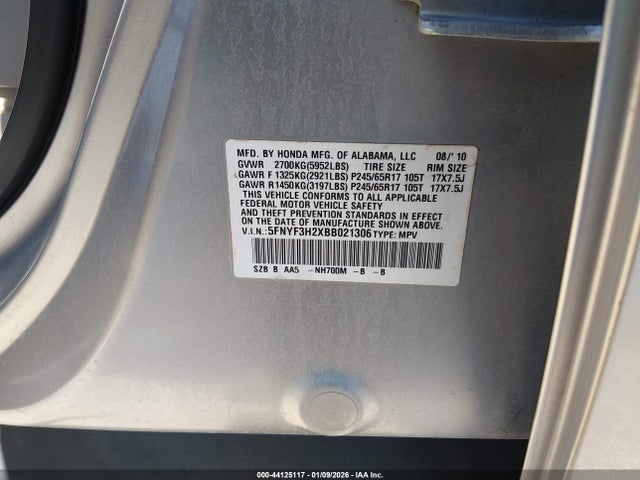 MFD. BY HONDA MFG. OF ALABAMA, LLC 08/'10
GVWR 2700KG(5952LBS) TIRE SIZE RIM SIZE
GAWR F 1325KG(2921LBS) P245/65R17 105T 17X7.5J
GAWR R1450KG(3197LBS) P245/65R17 105T 17X7.5J
THIS VEHICLE CONFORMS TO ALL APPLICABLE
FEDERAL MOTOR VEHICLE SAFETY
AND THEFT PREVENTION STANDARDS IN EFFECT
ON THE DATE OF MANUFACTURE SHOWN ABOVE.
V.I.N.:5FNYF3H2XBB021306 TYPE: MPV
SZB B AA5 -NH700M -B -B
000-44125117 - 01/09/2026 - IAA Inc.